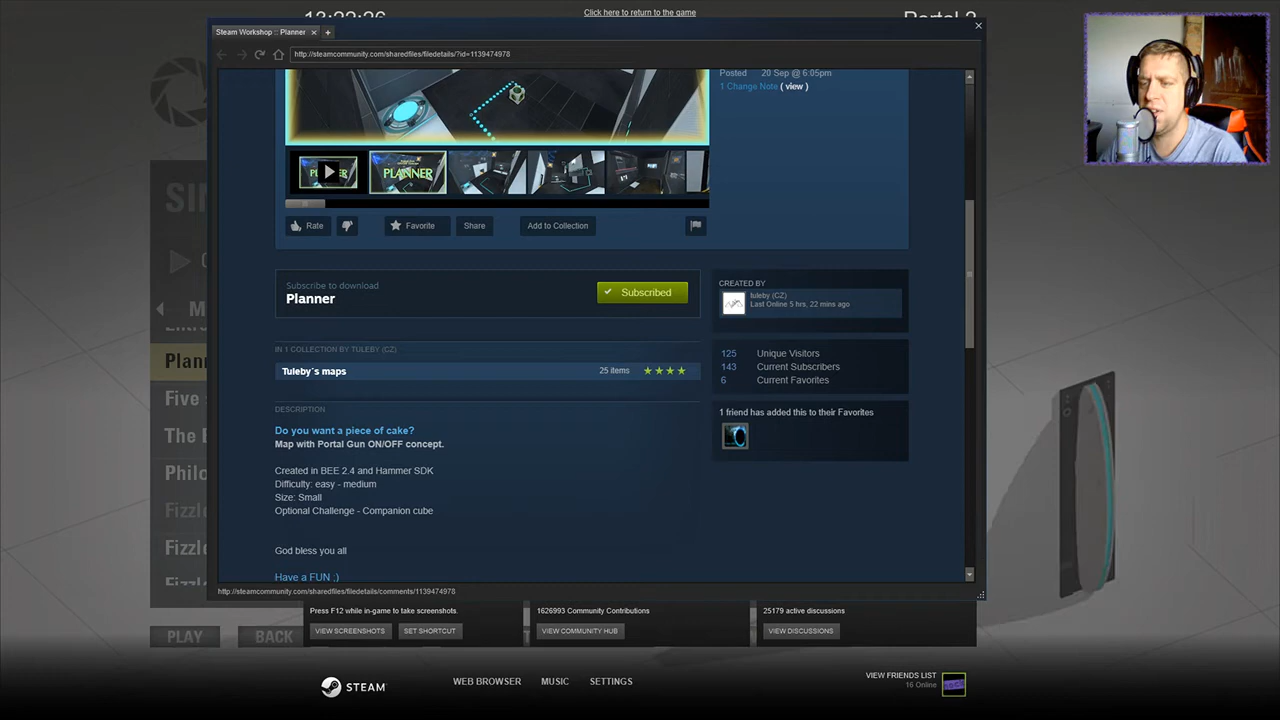 13:22:26
Click here to return to the game
Portal 2
Steam Workshop :: Planner
http://steamcommunity.com/sharedfiles/filedetails/?id=1139474978
Posted 20 Sep @ 6:05pm
1 Change Note ( view )
PLANNER
PLANNER
Rate
Favorite
Share
Add to Collection
Subscribe to download
Planner
Subscribed
CREATED BY
tuleby (CZ)
Last Online 5 hrs, 22 mins ago
125 Unique Visitors
143 Current Subscribers
6 Current Favorites
IN 1 COLLECTION BY TULEBY (CZ)
Tuleby´s maps
25 items
1 friend has added this to their Favorites
DESCRIPTION
Do you want a piece of cake?
Map with Portal Gun ON/OFF concept.
Created in BEE 2.4 and Hammer SDK
Difficulty: easy - medium
Size: Small
Optional Challenge - Companion cube
God bless you all
Have a FUN ;)
http://steamcommunity.com/sharedfiles/filedetails/comments/1139474978
SIN
M
Plann
Five s
The B
Philo
Fizzle
Fizzle
Press F12 while in-game to take screenshots.
1626993 Community Contributions
25179 active discussions
VIEW SCREENSHOTS
SET SHORTCUT
VIEW COMMUNITY HUB
VIEW DISCUSSIONS
PLAY
BACK
STEAM
WEB BROWSER
MUSIC
SETTINGS
VIEW FRIENDS LIST
16 Online